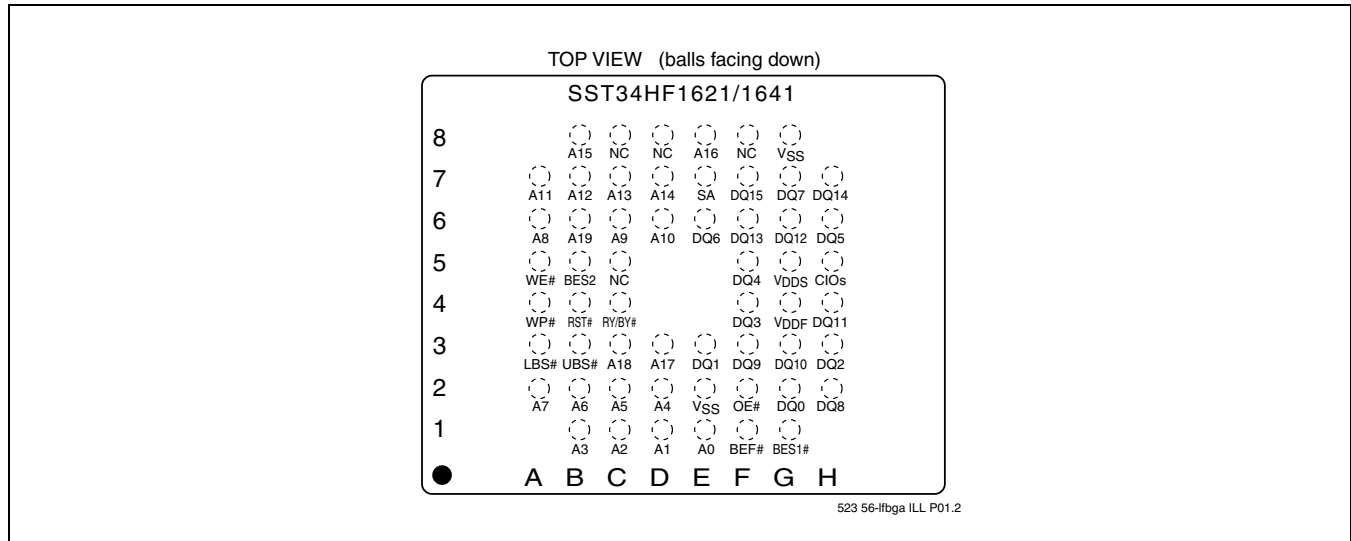 TOP VIEW (balls facing down)
SST34HF1621/1641
8
A15 NC NC A16 NC VSS
7
A11 A12 A13 A14 SA DQ15 DQ7 DQ14
6
A8 A19 A9 A10 DQ6 DQ13 DQ12 DQ5
5
WE# BES2 NC DQ4 VDDS CIOs
4
WP# RST# RY/BY# DQ3 VDDF DQ11
3
LBS# UBS# A18 A17 DQ1 DQ9 DQ10 DQ2
2
A7 A6 A5 A4 VSS OE# DQ0 DQ8
1
A3 A2 A1 A0 BEF# BES1#
A B C D E F G H
523 56-lfbga ILL P01.2